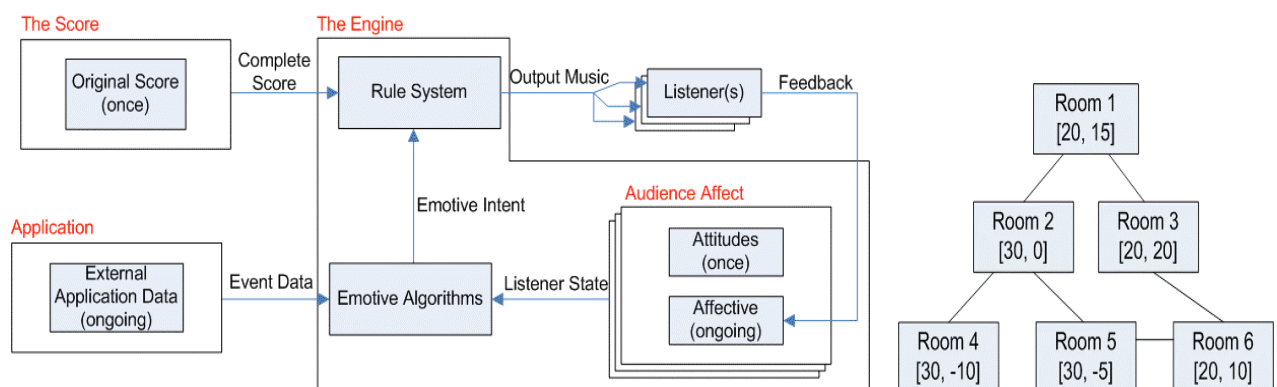 The Score
Original Score
(once)
Complete
Score
The Engine
Rule System
Output Music
Listener(s)
Feedback
Emotive Intent
Audience Affect
Attitudes
(once)
Affective
(ongoing)
Listener State
Emotive Algorithms
Event Data
Application
External
Application Data
(ongoing)
Room 1
[20, 15]
Room 2
[30, 0]
Room 3
[20, 20]
Room 4
[30, -10]
Room 5
[30, -5]
Room 6
[20, 10]